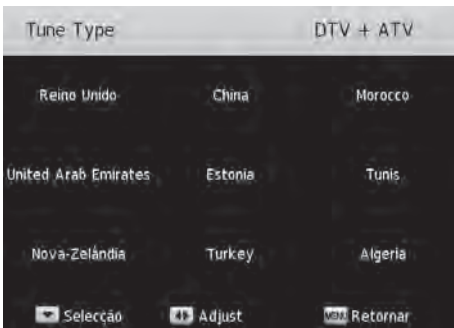 Tune Type DTV + ATV
Reino Unido China Morocco
United Arab Emirates Estonia Tunis
Nova-Zelândia Turkey Algeria
Selecção Adjust MENU Retornar